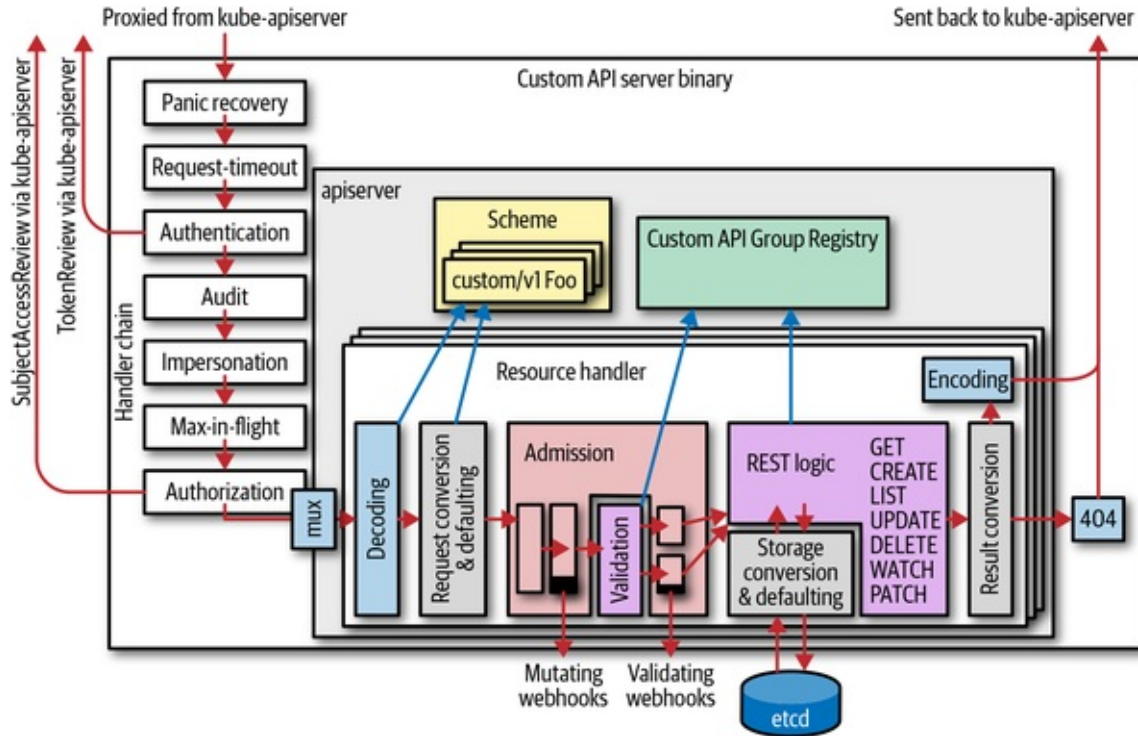 Proxied from kube-apiserver
Sent back to kube-apiserver
SubjectAccessReview via kube-apiserver
TokenReview via kube-apiserver
Custom API server binary
Handler chain
Panic recovery
Request-timeout
Authentication
Audit
Impersonation
Max-in-flight
Authorization
mux
apiserver
Scheme
custom/v1 Foo
Custom API Group Registry
Resource handler
Decoding
Request conversion
& defaulting
Admission
Validation
REST logic
GET
CREATE
LIST
UPDATE
DELETE
WATCH
PATCH
Storage
conversion
& defaulting
Result conversion
Encoding
404
Mutating
webhooks
Validating
webhooks
etcd